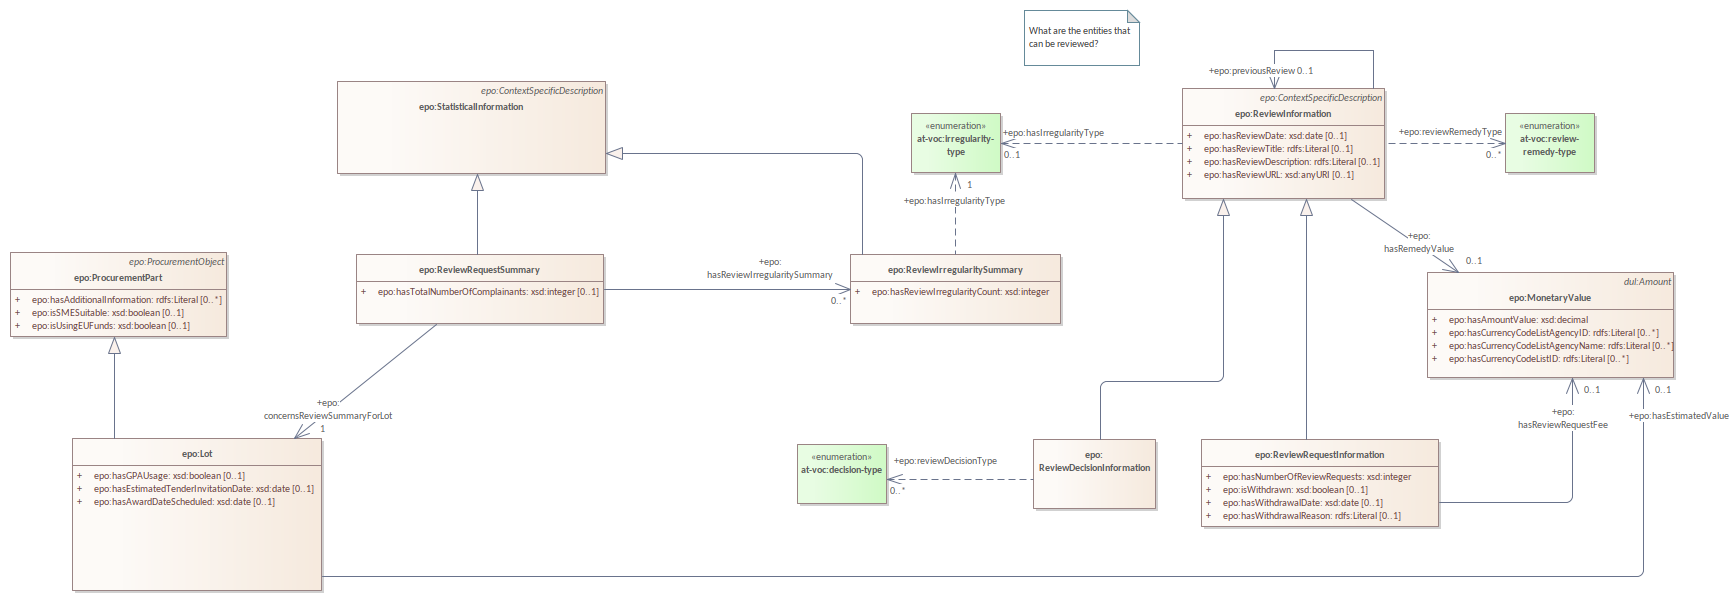 What are the entities that
can be reviewed?
+epo:previousReview 0..1
epo:ContextSpecificDescription
epo:StatisticalInformation
epo:ContextSpecificDescription
epo:ReviewInformation
+ epo:hasReviewDate: xsd:date [0..1]
+ epo:hasReviewTitle: rdfs:Literal [0..1]
+ epo:hasReviewDescription: rdfs:Literal [0..1]
+ epo:hasReviewURL: xsd:anyURI [0..1]
«enumeration»
at-voc:irregularity-
type
+epo:hasIrregularityType
0..1
+epo:reviewRemedyType
0..*
«enumeration»
at-voc:review-
remedy-type
1
+epo:hasIrregularityType
+epo:
hasRemedyValue
0..1
epo:ProcurementObject
epo:ProcurementPart
+ epo:hasAdditionalInformation: rdfs:Literal [0..*]
+ epo:isSMESuitable: xsd:boolean [0..1]
+ epo:isUsingEUFunds: xsd:boolean [0..1]
epo:ReviewRequestSummary
+ epo:hasTotalNumberOfComplainants: xsd:integer [0..1]
+epo:
hasReviewIrregularitySummary
0..*
epo:ReviewIrregularitySummary
+ epo:hasReviewIrregularityCount: xsd:integer
dul:Amount
epo:MonetaryValue
+ epo:hasAmountValue: xsd:decimal
+ epo:hasCurrencyCodeListAgencyID: rdfs:Literal [0..*]
+ epo:hasCurrencyCodeListAgencyName: rdfs:Literal [0..*]
+ epo:hasCurrencyCodeListID: rdfs:Literal [0..*]
+epo:
concernsReviewSummaryForLot
1
0..1
+epo:
hasReviewRequestFee
0..1
+epo:hasEstimatedValue
epo:Lot
+ epo:hasGPAUsage: xsd:boolean [0..1]
+ epo:hasEstimatedTenderInvitationDate: xsd:date [0..1]
+ epo:hasAwardDateScheduled: xsd:date [0..1]
«enumeration»
at-voc:decision-type
+epo:reviewDecisionType
0..*
epo:
ReviewDecisionInformation
epo:ReviewRequestInformation
+ epo:hasNumberOfReviewRequests: xsd:integer
+ epo:isWithdrawn: xsd:boolean [0..1]
+ epo:hasWithdrawalDate: xsd:date [0..1]
+ epo:hasWithdrawalReason: rdfs:Literal [0..1]